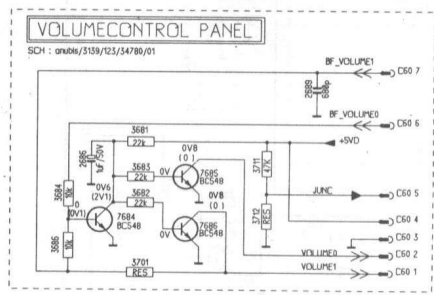 VOLUMECONTROL PANEL
SCH : anubis/3139/123/34780/01
BF_VOLUME1
C60 7
2689
680p
BF_VOLUME0
C60 6
3681
22k
+5VD
2686
1uF/50V
3683
22k
0V8
(0)
7685
BC548
3711
47K
3684
10k
0V6
(2V1)
3682
22k
0V
0V8
(0)
JUNC
C60 5
0
(0V1)
7684
BC548
7686
BC548
3712
RES
C60 4
3686
10k
0V
C60 3
VOLUME0
C60 2
3701
RES
VOLUME1
C60 1